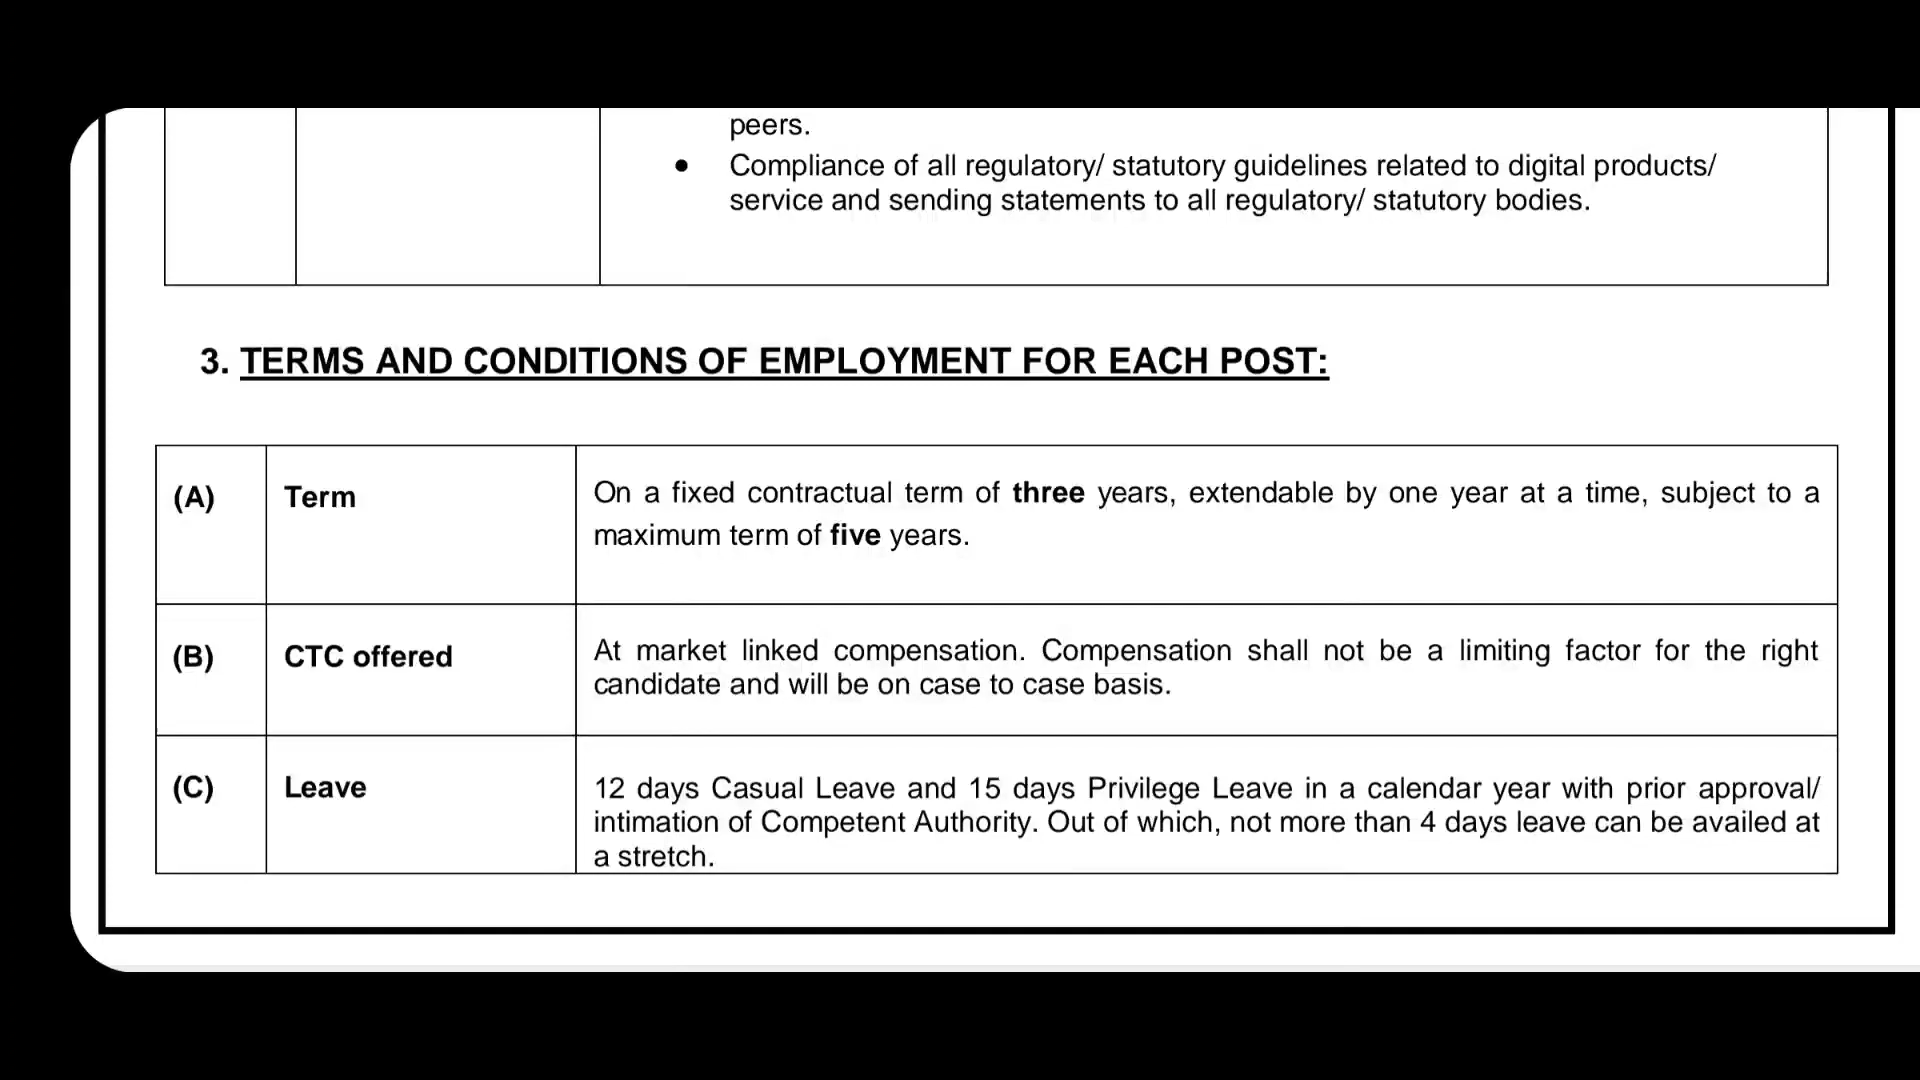 peers.
• Compliance of all regulatory/ statutory guidelines related to digital products/
service and sending statements to all regulatory/ statutory bodies.
3. TERMS AND CONDITIONS OF EMPLOYMENT FOR EACH POST:
(A) Term On a fixed contractual term of three years, extendable by one year at a time, subject to a
maximum term of five years.
(B) CTC offered At market linked compensation. Compensation shall not be a limiting factor for the right
candidate and will be on case to case basis.
(C) Leave 12 days Casual Leave and 15 days Privilege Leave in a calendar year with prior approval/
intimation of Competent Authority. Out of which, not more than 4 days leave can be availed at
a stretch.